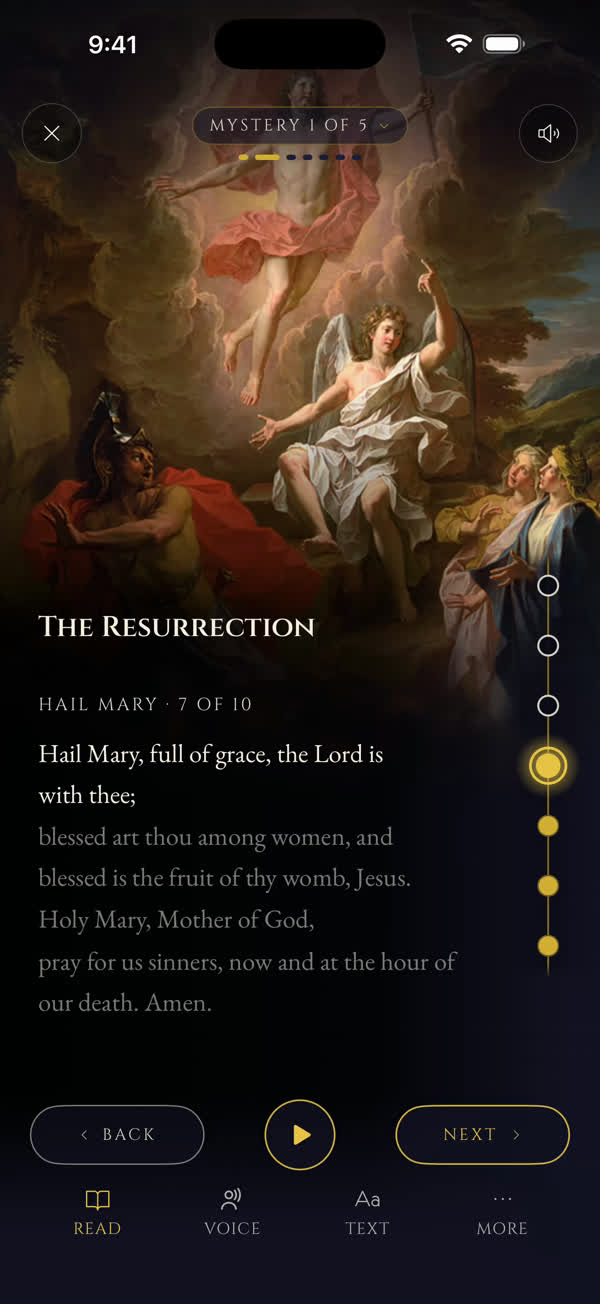 9:41
MYSTERY 1 OF 5
THE RESURRECTION
HAIL MARY · 7 OF 10
Hail Mary, full of grace, the Lord is
with thee;
blessed art thou among women, and
blessed is the fruit of thy womb, Jesus.
Holy Mary, Mother of God,
pray for us sinners, now and at the hour of
our death. Amen.
BACK
NEXT
READ
Aa
VOICE
TEXT
MORE